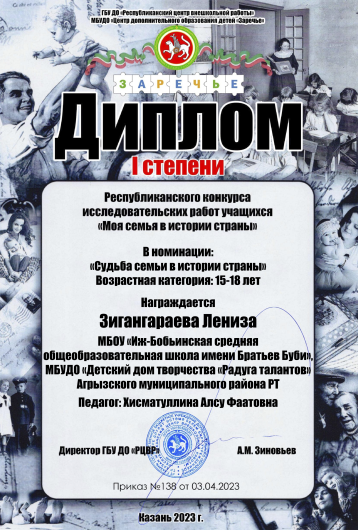 ГБУ ДО «Республиканский центр внешкольной работы»
МБУДО «Центр дополнительного образования детей «Заречье»
ЗАРЕЧЬЕ
Диплом
I степени
Республиканского конкурса
исследовательских работ учащихся
«Моя семья в истории страны»
В номинации:
«Судьба семьи в истории страны»
Возрастная категория: 15-18 лет
Награждается
Зигангараева Лениза
МБОУ «Иж-Бобьинская средняя
общеобразовательная школа имени Братьев Буби»,
МБУДО «Детский дом творчества «Радуга талантов»
Агрызского муниципального района РТ
Педагог: Хисматуллина Алсу Фаатовна
Директор ГБУ ДО «РЦВР»
А.М. Зиновьев
Приказ №138 от 03.04.2023
Казань 2023 г.